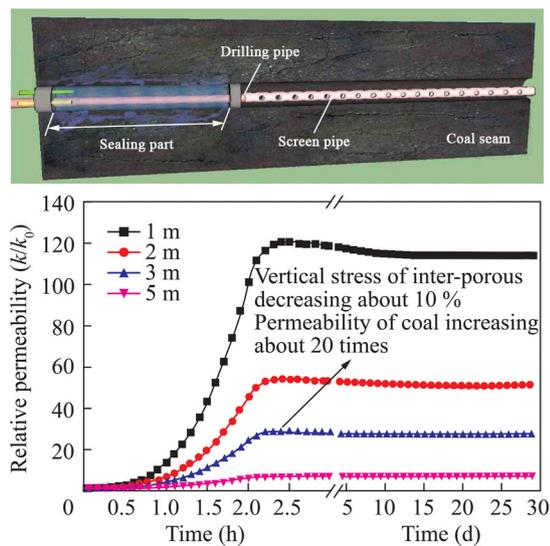 Drilling pipe
Sealing part
Screen pipe
Coal seam
Relative permeability (k/k0)
140
120
100
80
60
40
20
0
1 m
2 m
3 m
5 m
Vertical stress of inter-porous
decreasing about 10 %
Permeability of coal increasing
about 20 times
0.5 1.0 1.5 2.0 2.5 5 10 15 20 25 30
Time (h) Time (d)